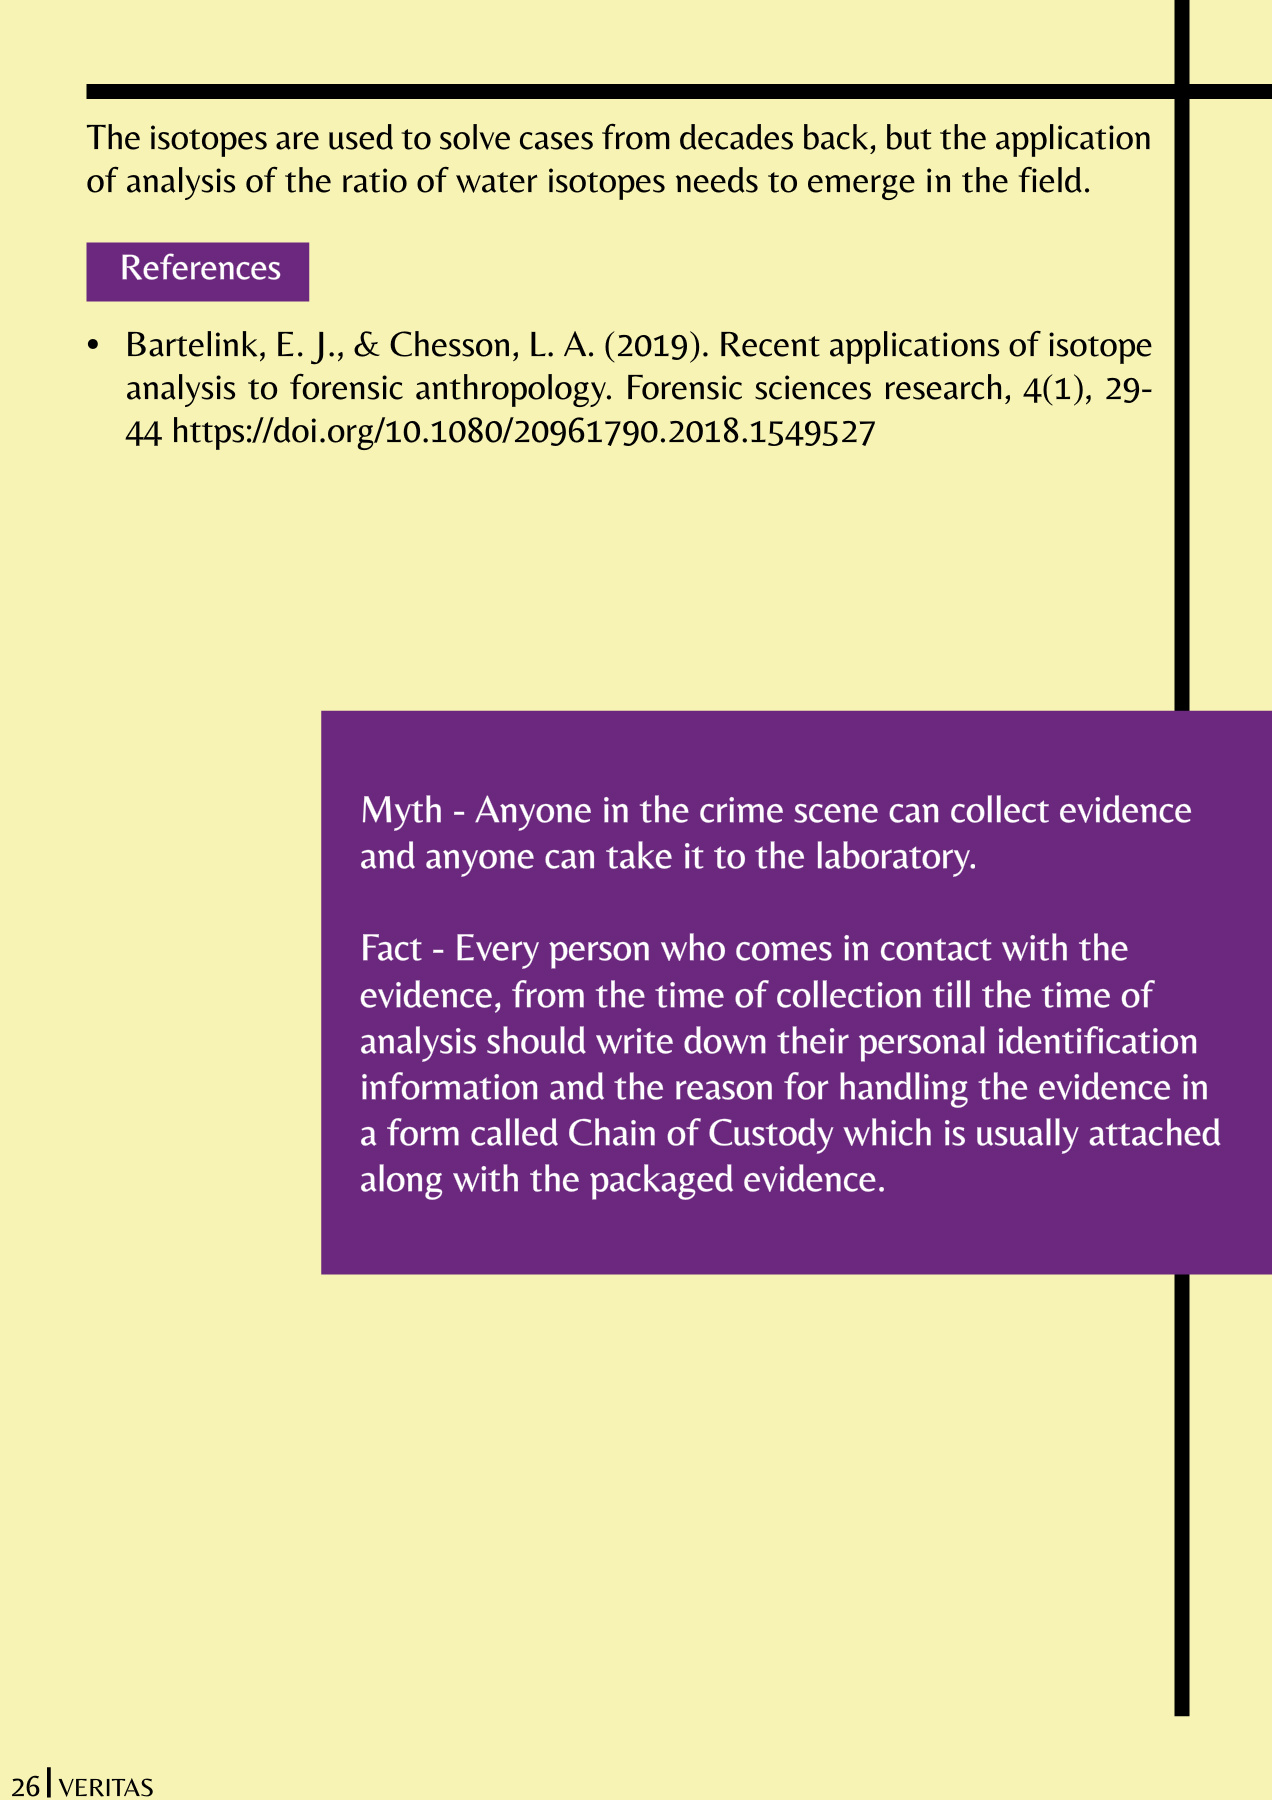 The isotopes are used to solve cases from decades back, but the application
of analysis of the ratio of water isotopes needs to emerge in the field.
References
• Bartelink, E. J., & Chesson, L. A. (2019). Recent applications of isotope
analysis to forensic anthropology. Forensic sciences research, 4(1), 29-
44 https://doi.org/10.1080/20961790.2018.1549527
Myth - Anyone in the crime scene can collect evidence
and anyone can take it to the laboratory.
Fact - Every person who comes in contact with the
evidence, from the time of collection till the time of
analysis should write down their personal identification
information and the reason for handling the evidence in
a form called Chain of Custody which is usually attached
along with the packaged evidence.
26 VERITAS